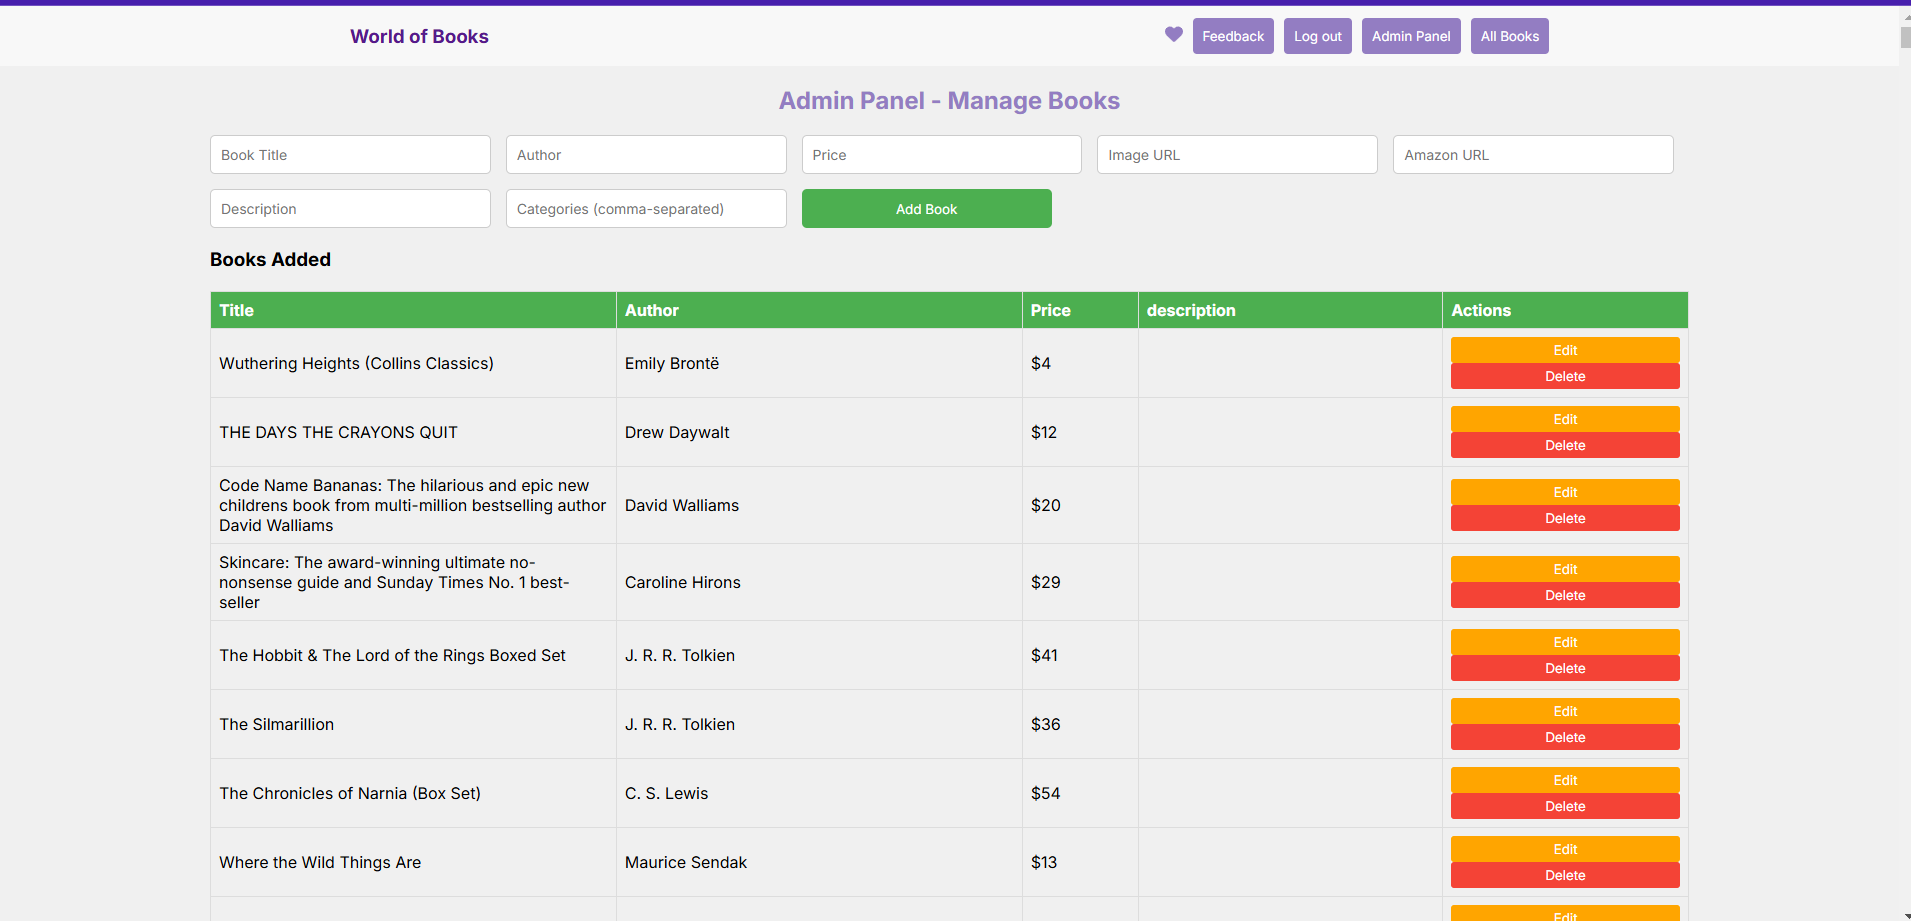 World of Books
Feedback
Log out
Admin Panel
All Books
Admin Panel - Manage Books
Book Title
Author
Price
Image URL
Amazon URL
Description
Categories (comma-separated)
Add Book
Books Added
Title
Author
Price
description
Actions
Wuthering Heights (Collins Classics)
Emily Brontë
$4
Edit
Delete
THE DAYS THE CRAYONS QUIT
Drew Daywalt
$12
Edit
Delete
Code Name Bananas: The hilarious and epic new
childrens book from multi-million bestselling author
David Walliams
David Walliams
$20
Edit
Delete
Skincare: The award-winning ultimate no-
nonsense guide and Sunday Times No. 1 best-
seller
Caroline Hirons
$29
Edit
Delete
The Hobbit & The Lord of the Rings Boxed Set
J. R. R. Tolkien
$41
Edit
Delete
The Silmarillion
J. R. R. Tolkien
$36
Edit
Delete
The Chronicles of Narnia (Box Set)
C. S. Lewis
$54
Edit
Delete
Where the Wild Things Are
Maurice Sendak
$13
Edit
Delete
Edit